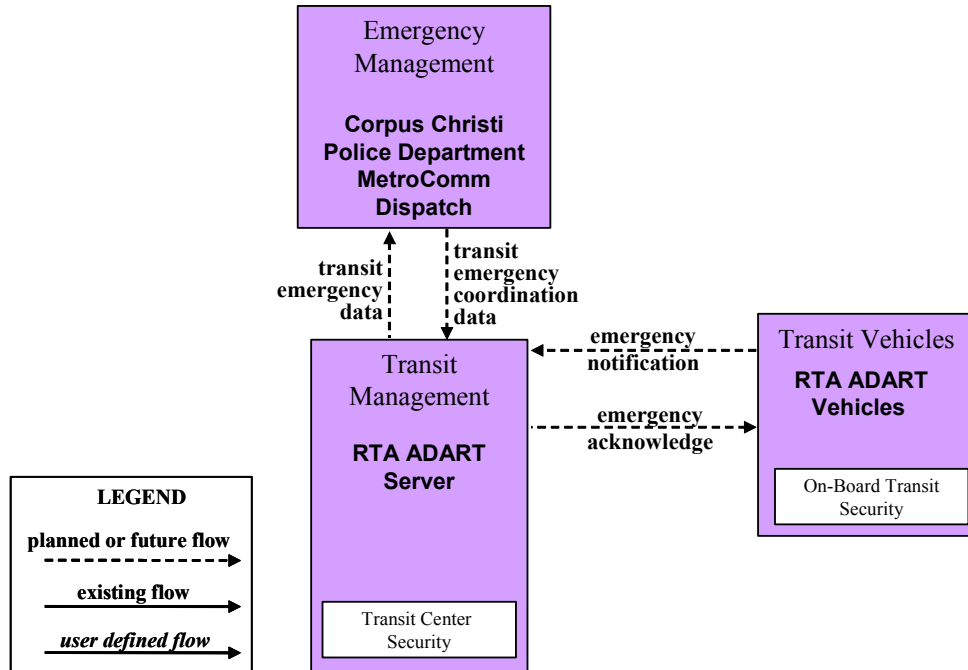 Emergency
Management
Corpus Christi
Police Department
MetroComm
Dispatch
transit
emergency
data
transit
emergency
coordination
data
Transit
Management
RTA ADART
Server
Transit Center
Security
emergency
notification
emergency
acknowledge
Transit Vehicles
RTA ADART
Vehicles
On-Board Transit
Security
LEGEND
planned or future flow
existing flow
user defined flow